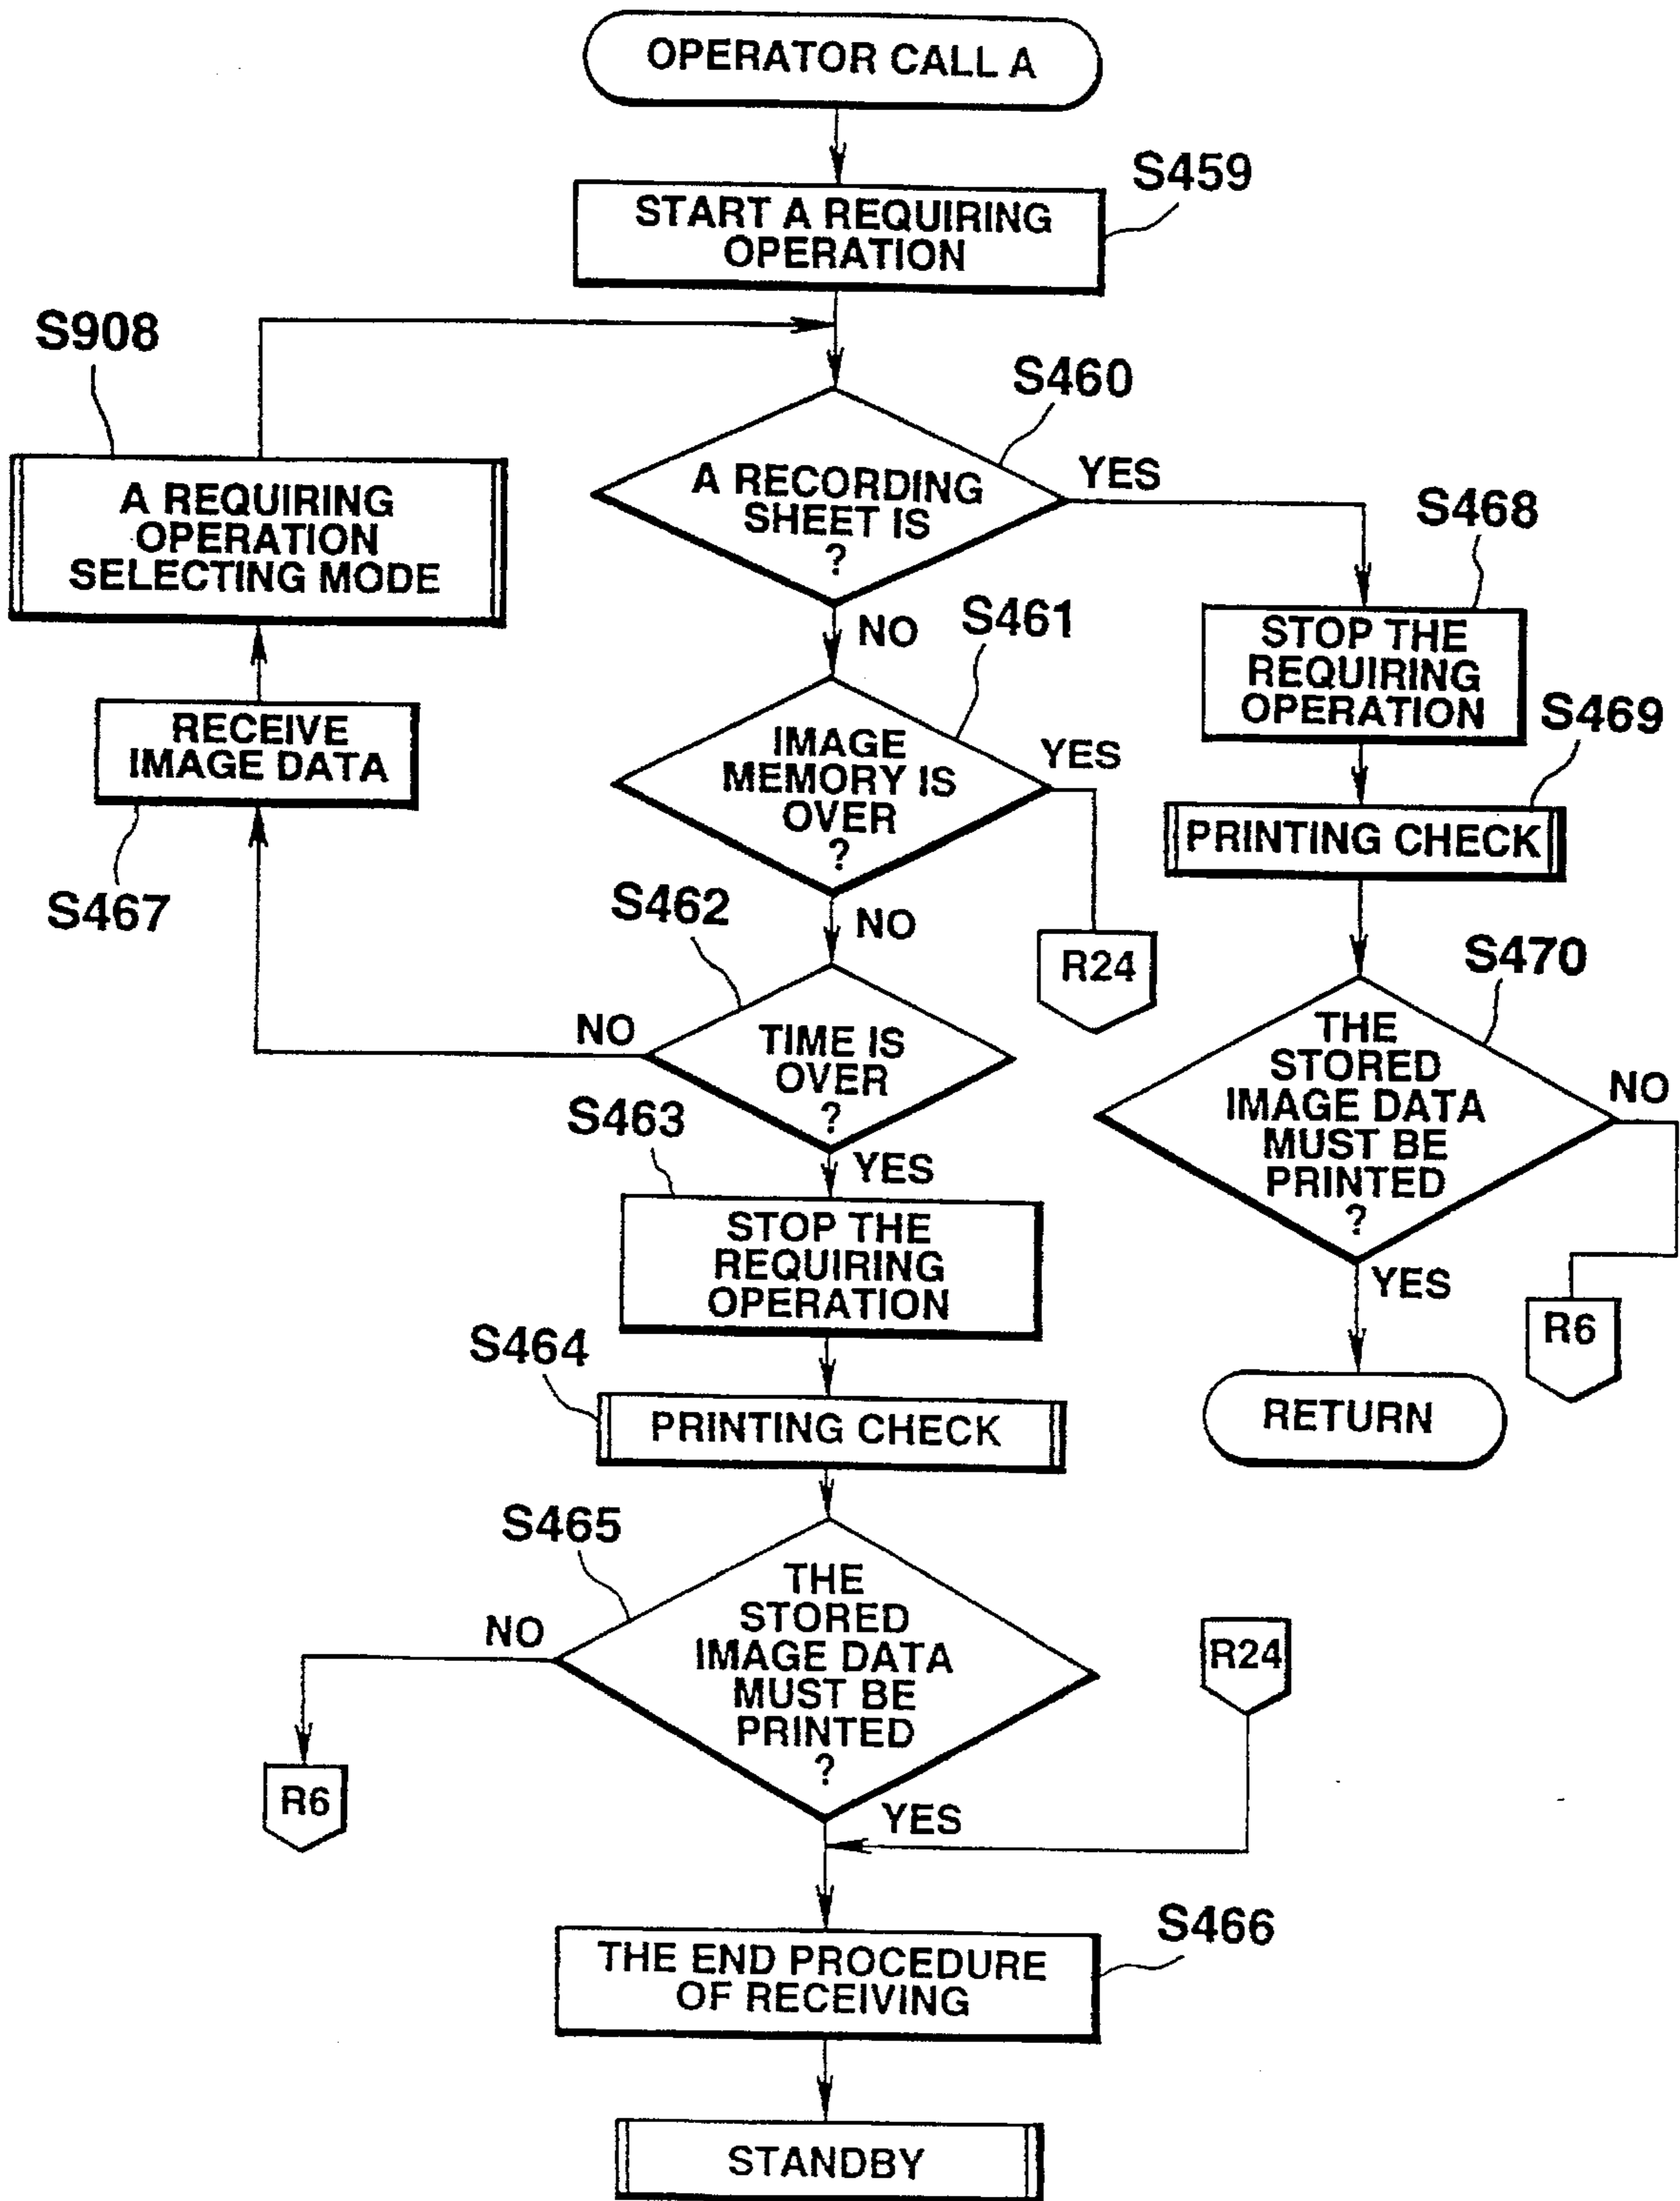 OPERATOR CALL A
S459
START A REQUIRING
OPERATION
S908
S460
A REQUIRING
OPERATION
SELECTING MODE
A RECORDING
SHEET IS
?
YES
S468
NO
S461
STOP THE
REQUIRING
OPERATION
RECEIVE
IMAGE DATA
S467
IMAGE
MEMORY IS
OVER
?
YES
S469
PRINTING CHECK
S462
NO
R24
S470
NO
TIME IS
OVER
?
THE
STORED
IMAGE DATA
MUST BE
PRINTED
?
NO
S463
YES
STOP THE
REQUIRING
OPERATION
YES
R6
S464
PRINTING CHECK
RETURN
S465
NO
THE
STORED
IMAGE DATA
MUST BE
PRINTED
?
R24
R6
YES
S466
THE END PROCEDURE
OF RECEIVING
STANDBY